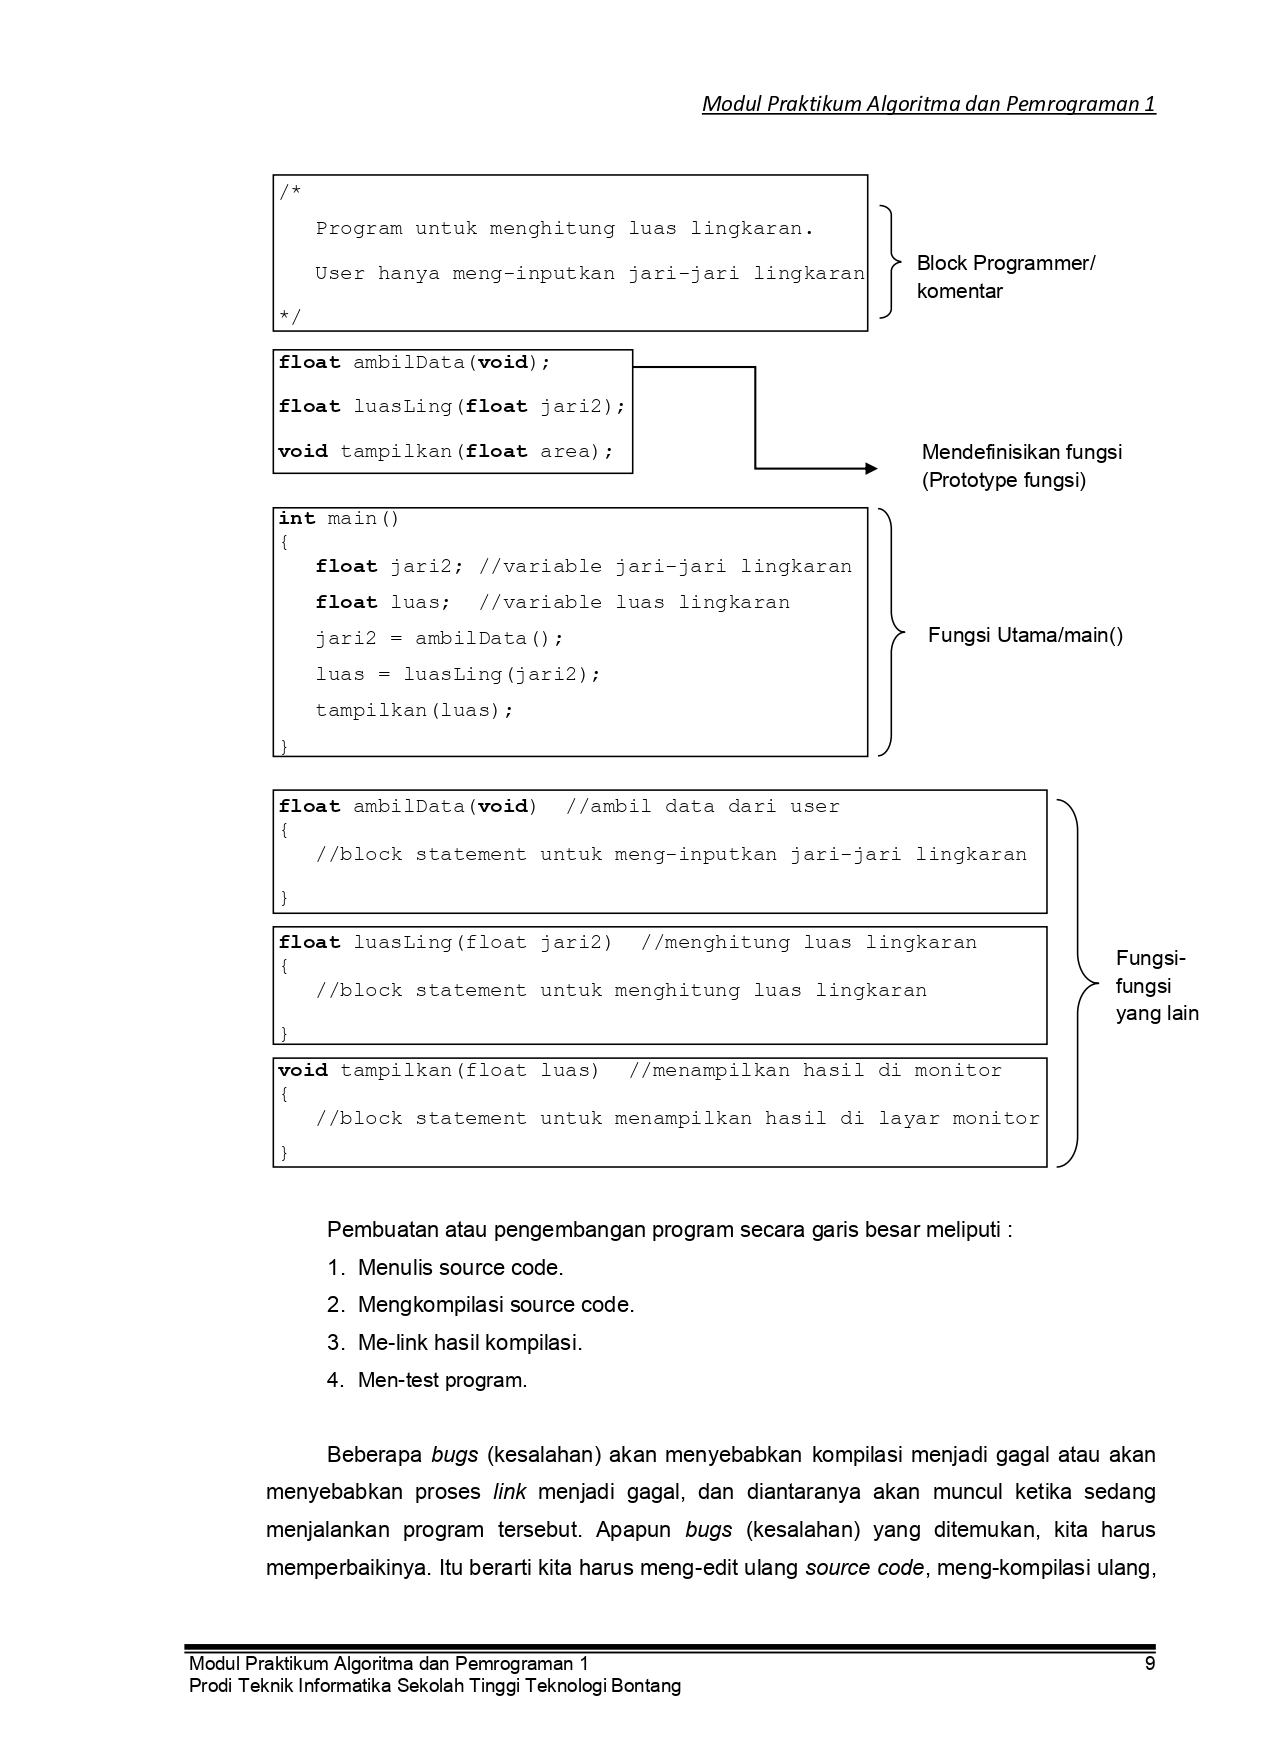 Modul Praktikum Algoritma dan Pemrograman 1
/*
Program untuk menghitung luas lingkaran.
User hanya meng-inputkan jari-jari lingkaran
*/
Block Programmer/
komentar
float ambilData(void);
float luasLing(float jari2);
void tampilkan(float area);
Mendefinisikan fungsi
(Prototype fungsi)
int main()
{
float jari2; //variable jari-jari lingkaran
float luas;  //variable luas lingkaran
jari2 = ambilData();
luas = luasLing(jari2);
tampilkan(luas);
}
Fungsi Utama/main()
float ambilData(void)  //ambil data dari user
{
//block statement untuk meng-inputkan jari-jari lingkaran
}
float luasLing(float jari2)  //menghitung luas lingkaran
{
//block statement untuk menghitung luas lingkaran
}
void tampilkan(float luas)  //menampilkan hasil di monitor
{
//block statement untuk menampilkan hasil di layar monitor
}
Fungsi-
fungsi
yang lain
Pembuatan atau pengembangan program secara garis besar meliputi :
1. Menulis source code.
2. Mengkompilasi source code.
3. Me-link hasil kompilasi.
4. Men-test program.
Beberapa bugs (kesalahan) akan menyebabkan kompilasi menjadi gagal atau akan
menyebabkan proses link menjadi gagal, dan diantaranya akan muncul ketika sedang
menjalankan program tersebut. Apapun bugs (kesalahan) yang ditemukan, kita harus
memperbaikinya. Itu berarti kita harus meng-edit ulang source code, meng-kompilasi ulang,
Modul Praktikum Algoritma dan Pemrograman 1 9
Prodi Teknik Informatika Sekolah Tinggi Teknologi Bontang